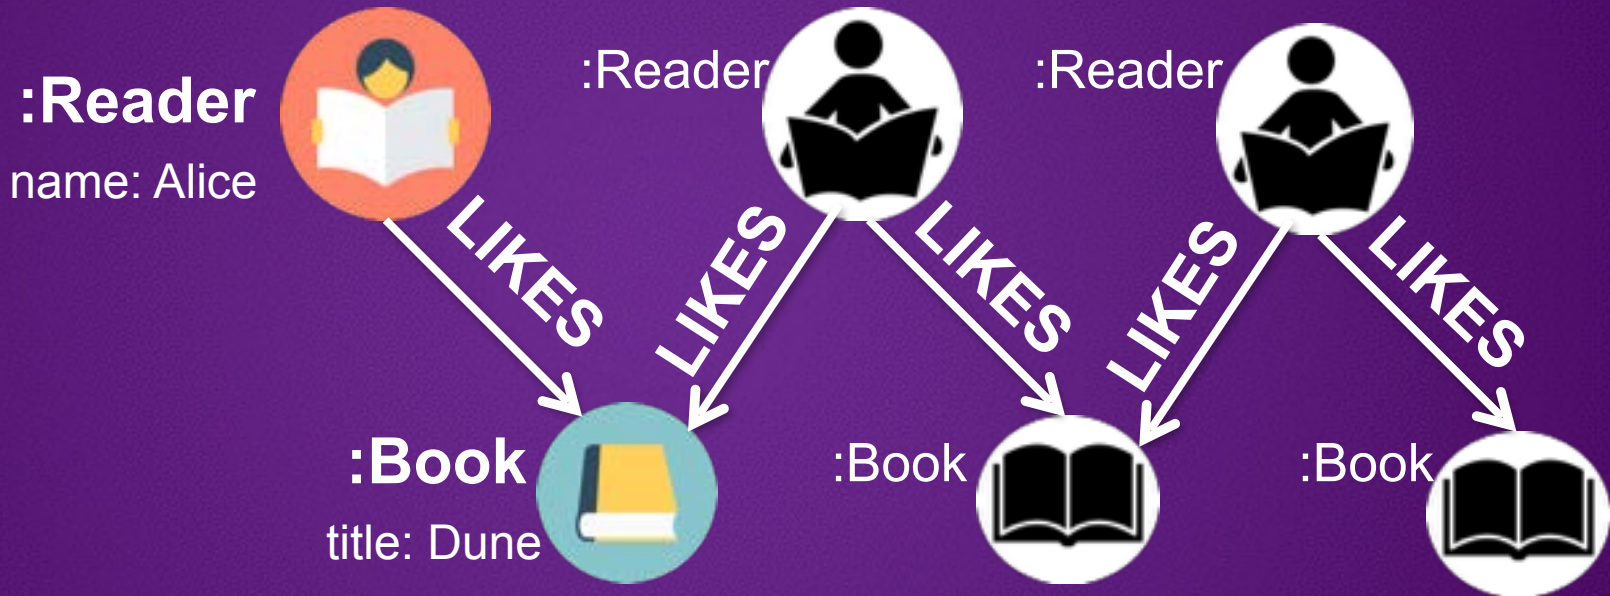 :Reader
name: Alice
:Reader
:Reader
LIKES
LIKES
LIKES
LIKES
LIKES
:Book
title: Dune
:Book
:Book